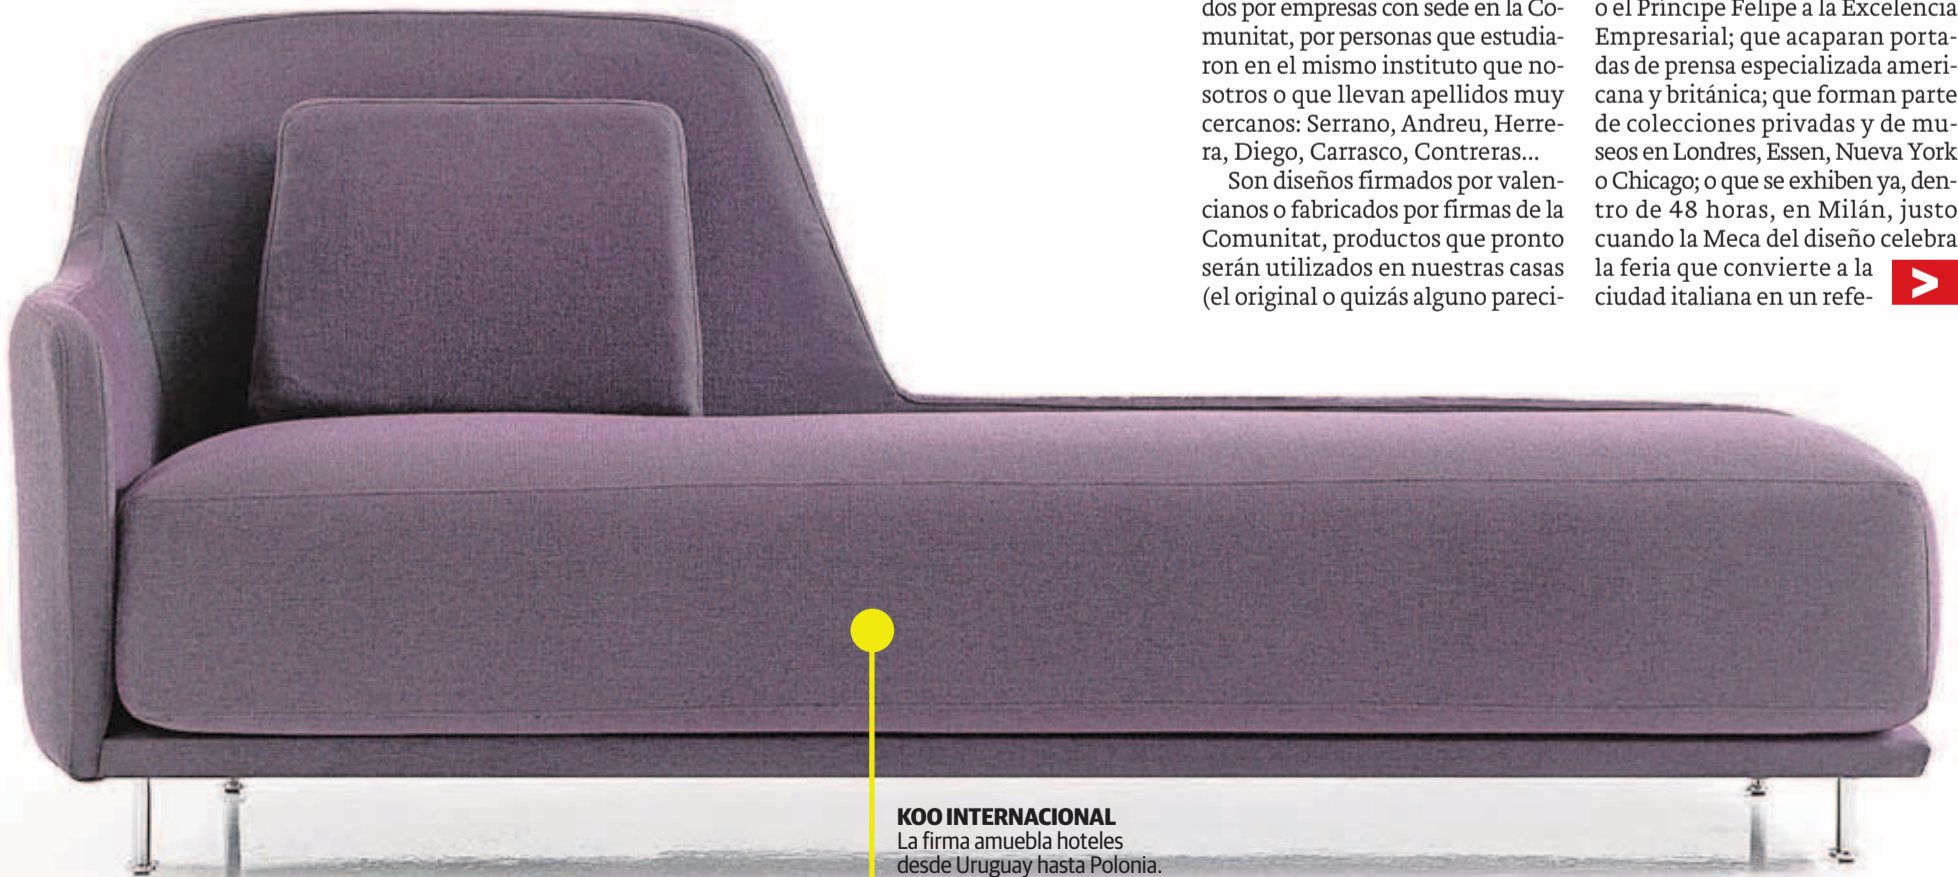 dos por empresas con sede en la Co-
munitat, por personas que estudia-
ron en el mismo instituto que no-
sotros o que llevan apellidos muy
cercanos: Serrano, Andreu, Herre-
ra, Diego, Carrasco, Contreras...
Son diseños firmados por valen-
cianos o fabricados por firmas de la
Comunitat, productos que pronto
serán utilizados en nuestras casas
(el original o quizás alguno pareci-
o el Príncipe Felipe a la Excelencia
Empresarial; que acaparan porta-
das de prensa especializada ameri-
cana y británica; que forman parte
de colecciones privadas y de mu-
seos en Londres, Essen, Nueva York
o Chicago; o que se exhiben ya, den-
tro de 48 horas, en Milán, justo
cuando la Meca del diseño celebra
la feria que convierte a la
ciudad italiana en un refe-
>
KOO INTERNACIONAL
La firma amuebla hoteles
desde Uruguay hasta Polonia.